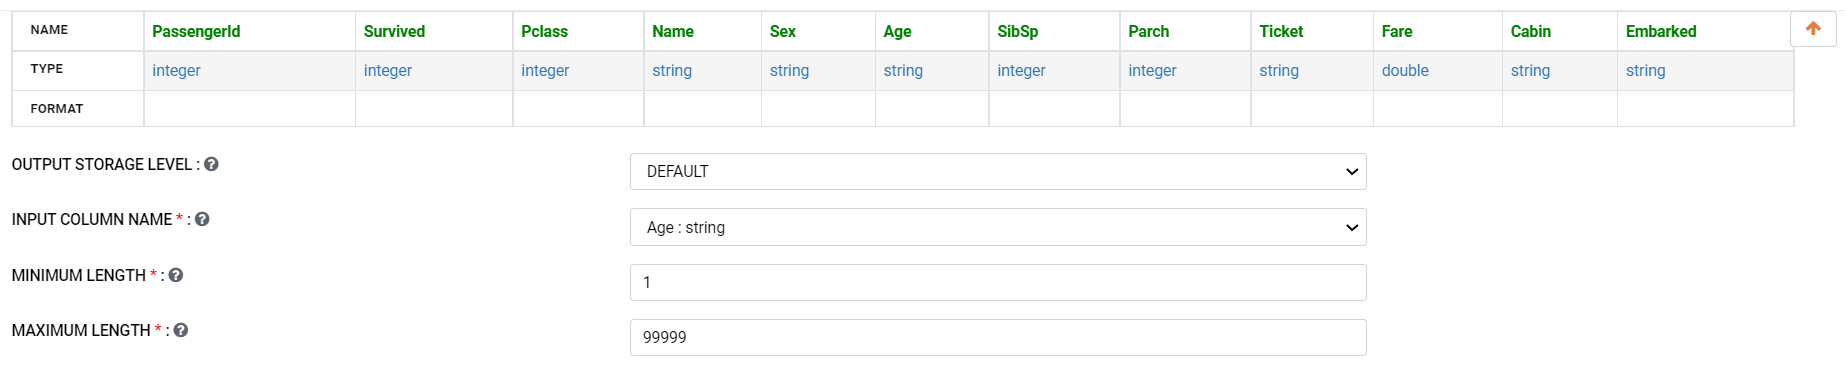 NAME PassengerId Survived Pclass Name Sex Age SibSp Parch Ticket Fare Cabin Embarked
TYPE integer integer integer string string string integer integer string double string string
FORMAT
OUTPUT STORAGE LEVEL : DEFAULT
INPUT COLUMN NAME * : Age : string
MINIMUM LENGTH * : 1
MAXIMUM LENGTH * : 99999